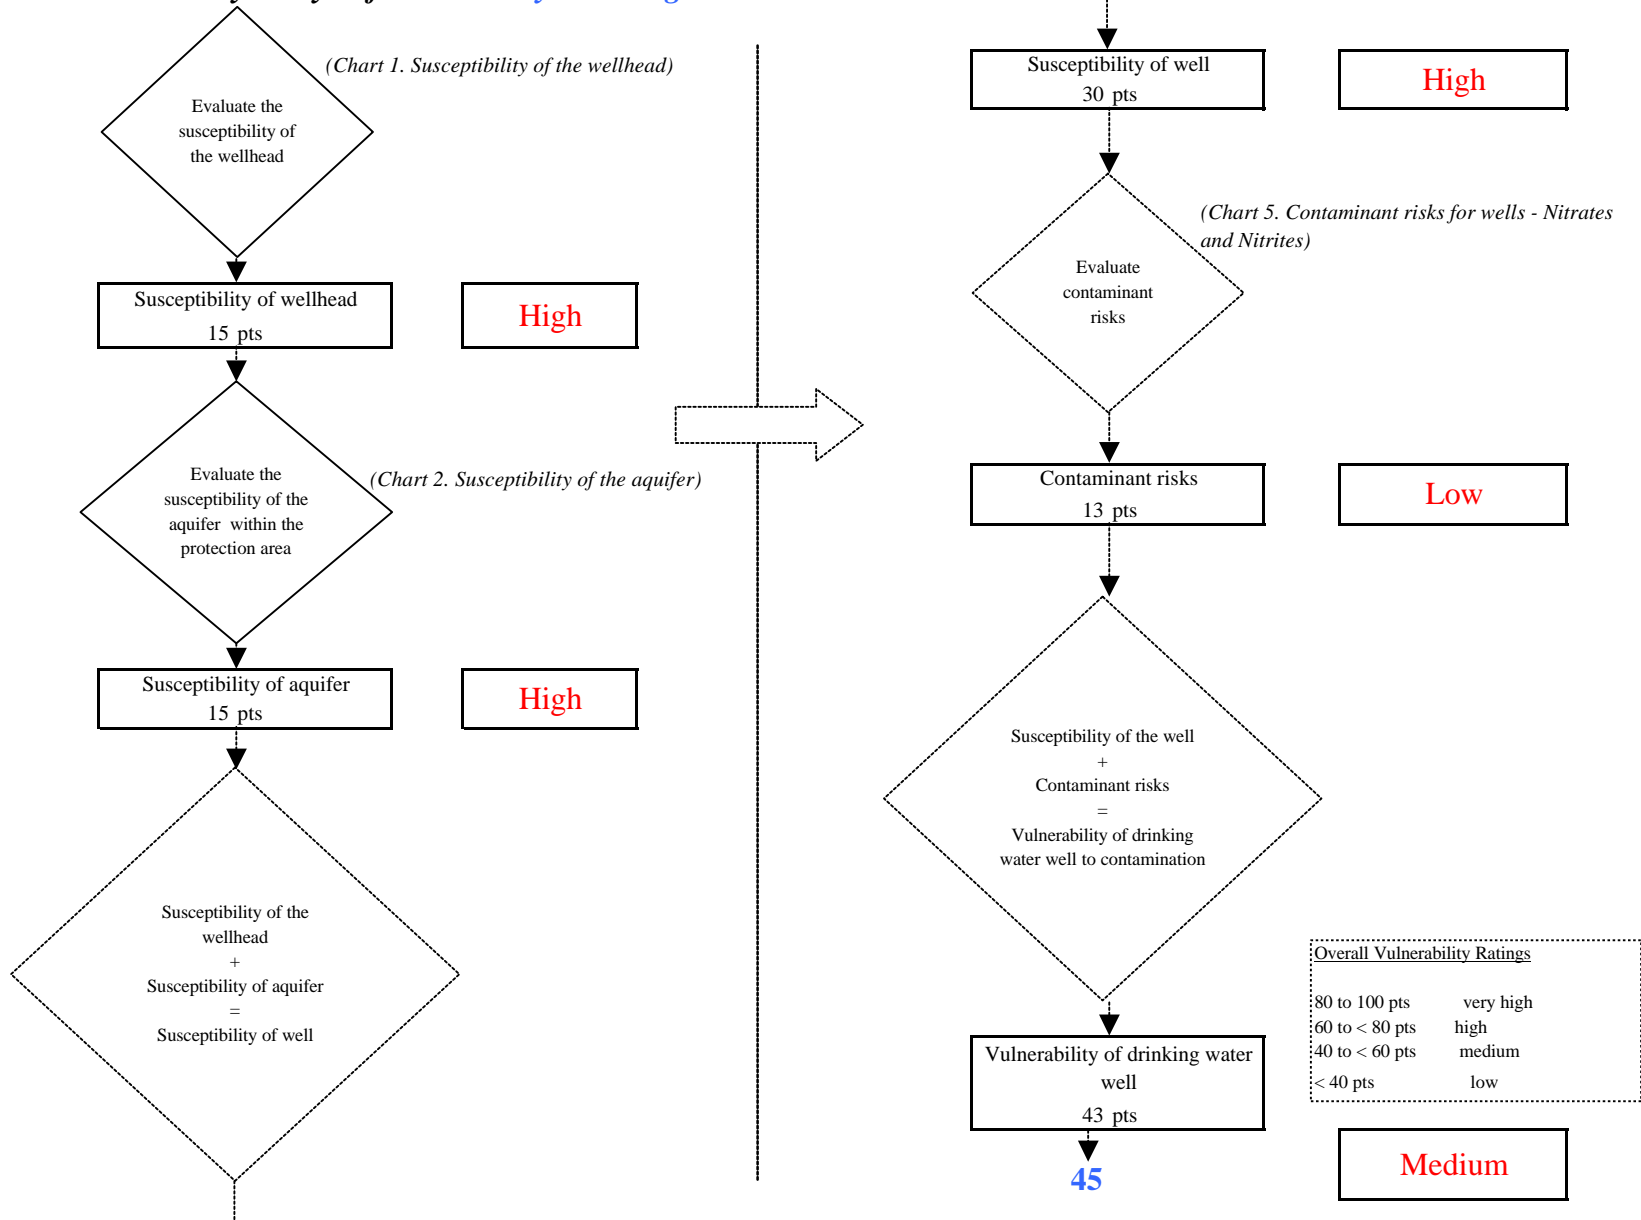 (Chart 1. Susceptibility of the wellhead)
Evaluate the
susceptibility of
the wellhead
Susceptibility of wellhead
15 pts
High
Evaluate the
susceptibility of the
aquifer within the
protection area
(Chart 2. Susceptibility of the aquifer)
Susceptibility of aquifer
15 pts
High
Susceptibility of the
wellhead
+
Susceptibility of aquifer
=
Susceptibility of well
Susceptibility of well
30 pts
High
(Chart 5. Contaminant risks for wells - Nitrates
and Nitrites)
Evaluate
contaminant
risks
Contaminant risks
13 pts
Low
Susceptibility of the well
+
Contaminant risks
=
Vulnerability of drinking
water well to contamination
Overall Vulnerability Ratings
80 to 100 pts very high
60 to < 80 pts high
40 to < 60 pts medium
< 40 pts low
Vulnerability of drinking water
well
43 pts
45
Medium